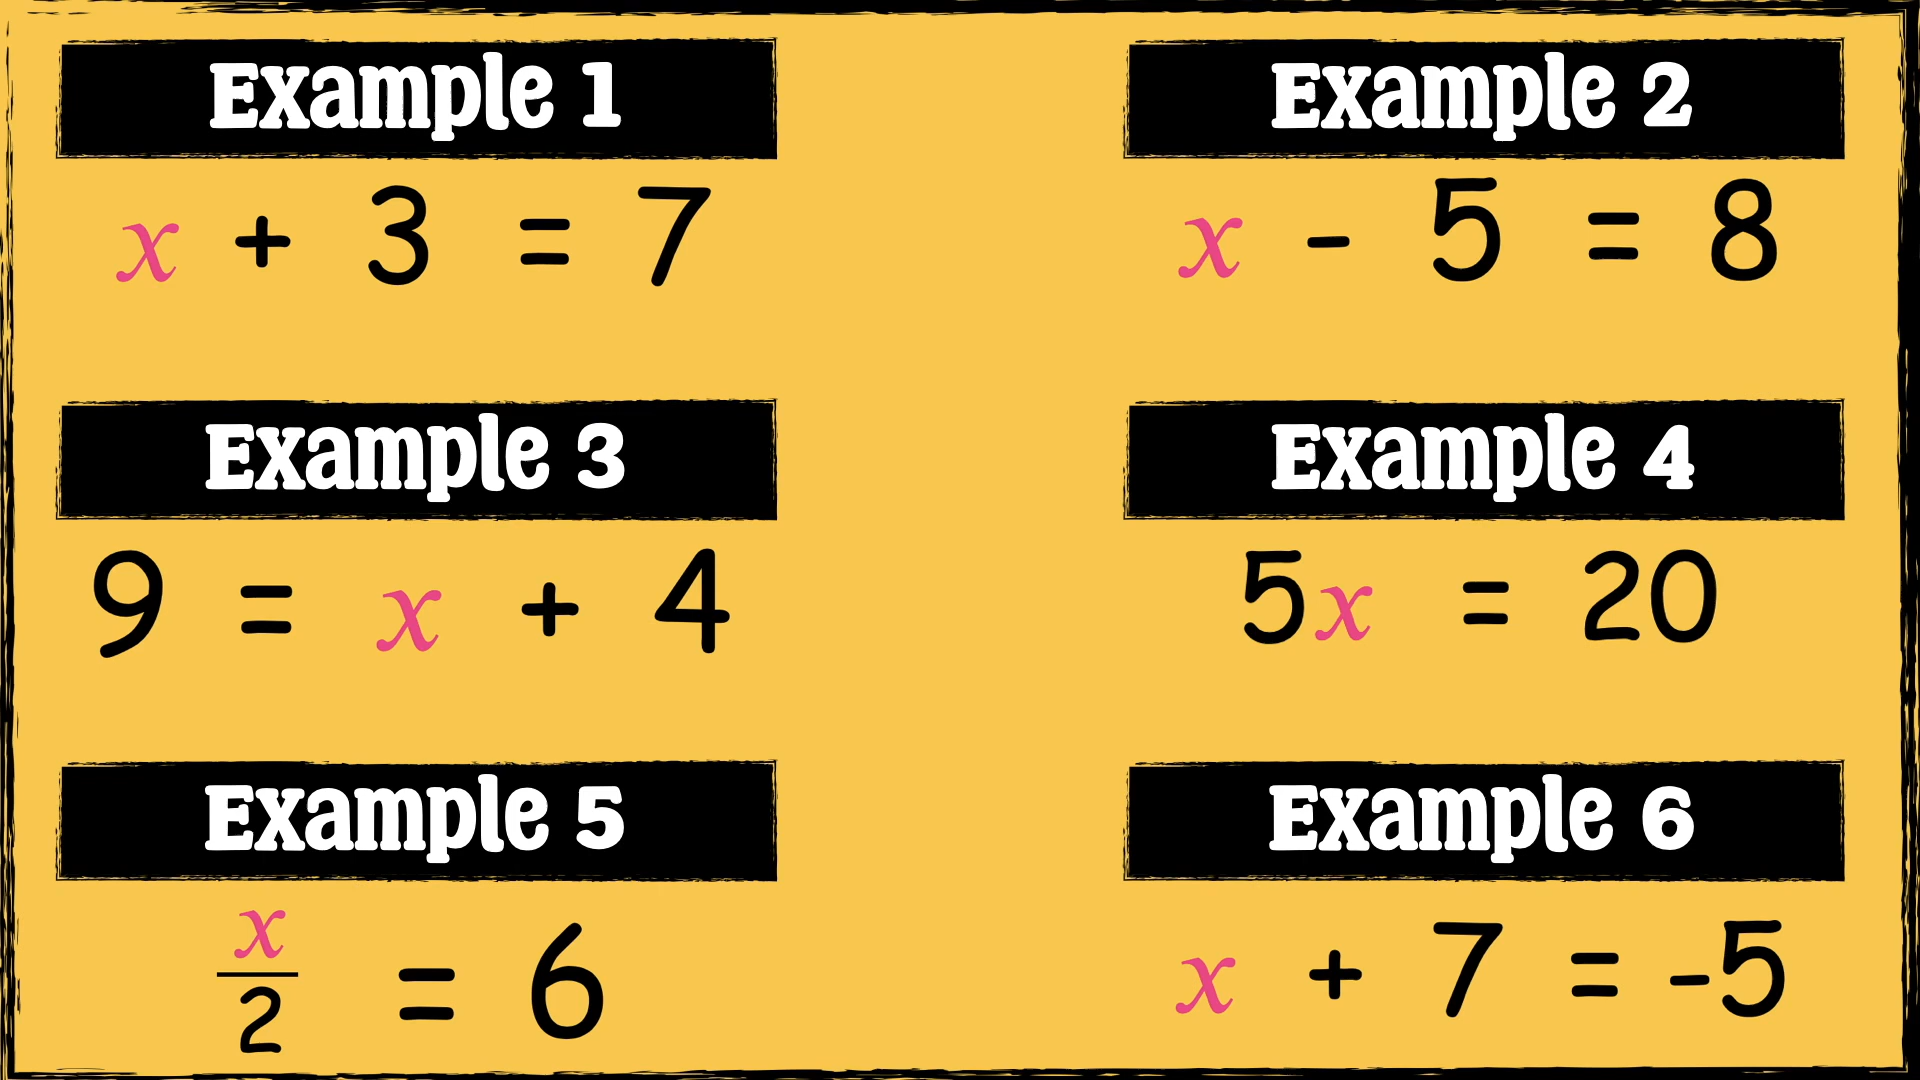 Example 1
x + 3 = 7
Example 2
x - 5 = 8
Example 3
9 = x + 4
Example 4
5x = 20
Example 5
x
2 = 6
Example 6
x + 7 = -5